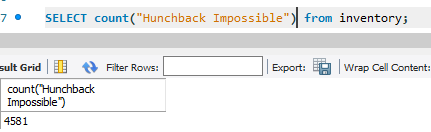 7 SELECT count("Hunchback Impossible") from inventory;
sult Grid Filter Rows: Export: Wrap Cell Content:
count("Hunchback
Impossible")
4581